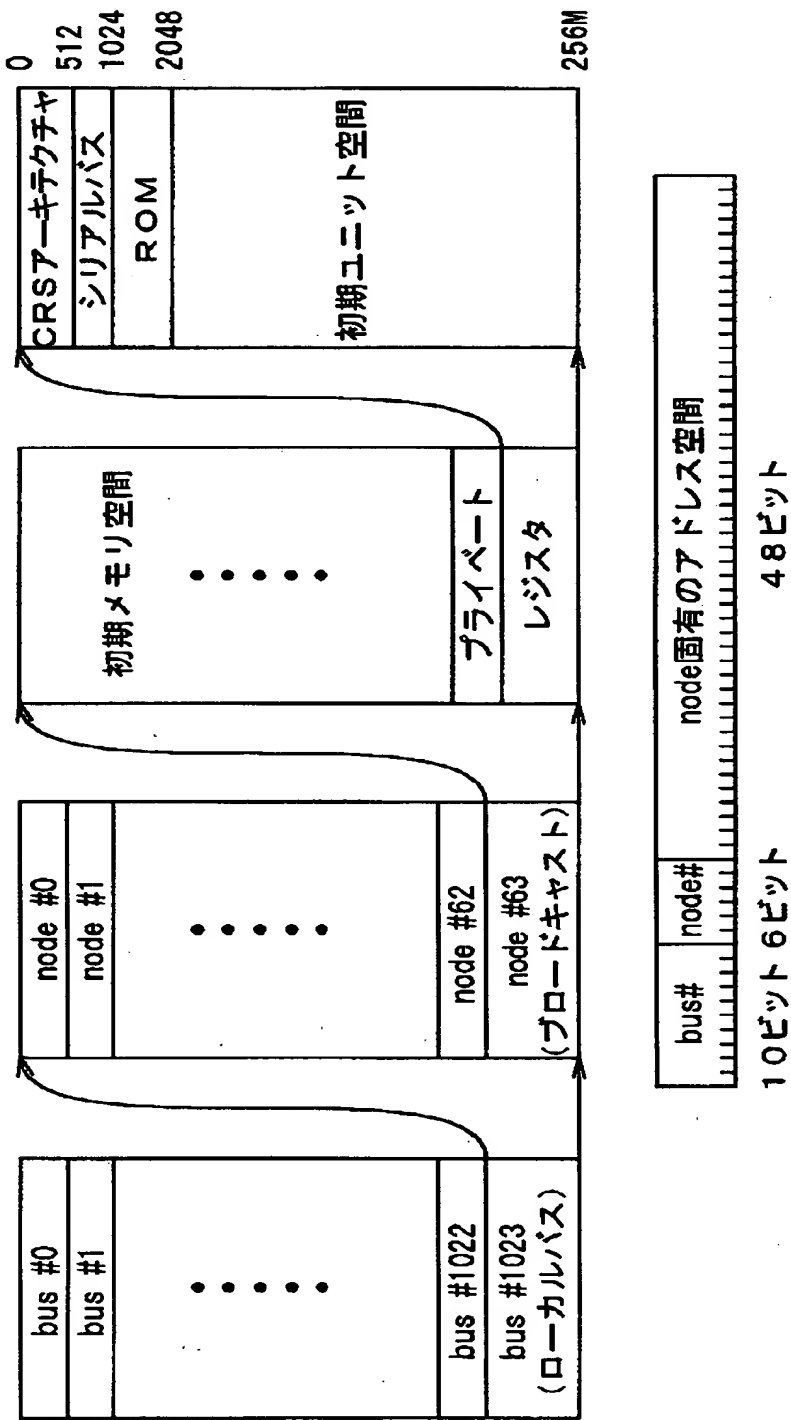 bus #0
bus #1
bus #1022
bus #1023
(ローカルバス)
node #0
node #1
node #62
node #63
(ブロードキャスト)
初期メモリ空間
プライベート
レジスタ
CRSアーキテクチャ
シリアルバス
ROM
初期ユニット空間
0
512
1024
2048
256M
bus#
node#
node固有のアドレス空間
10ビット
6ビット
48ビット